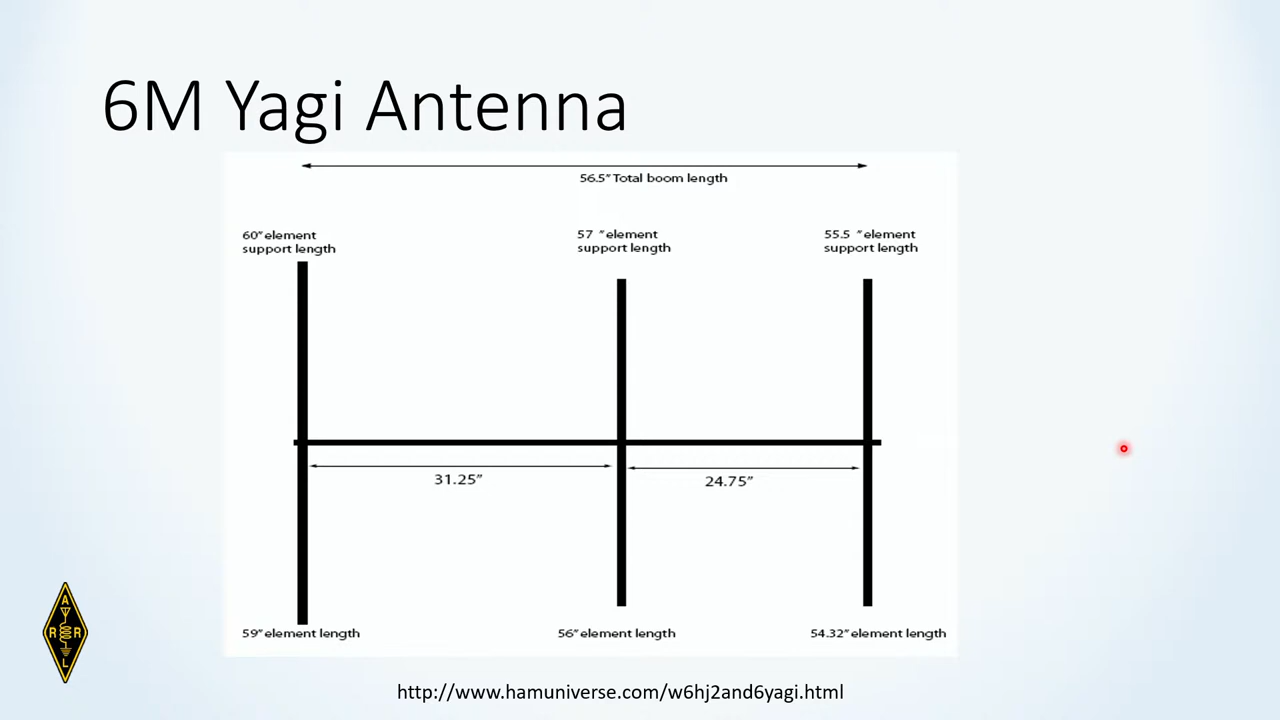 6M Yagi Antenna
56.5" Total boom length
60" element
support length
57 " element
support length
55.5 " element
support length
31.25"
24.75"
59" element length
56" element length
54.32" element length
A
R R
L
http://www.hamuniverse.com/w6hj2and6yagi.html